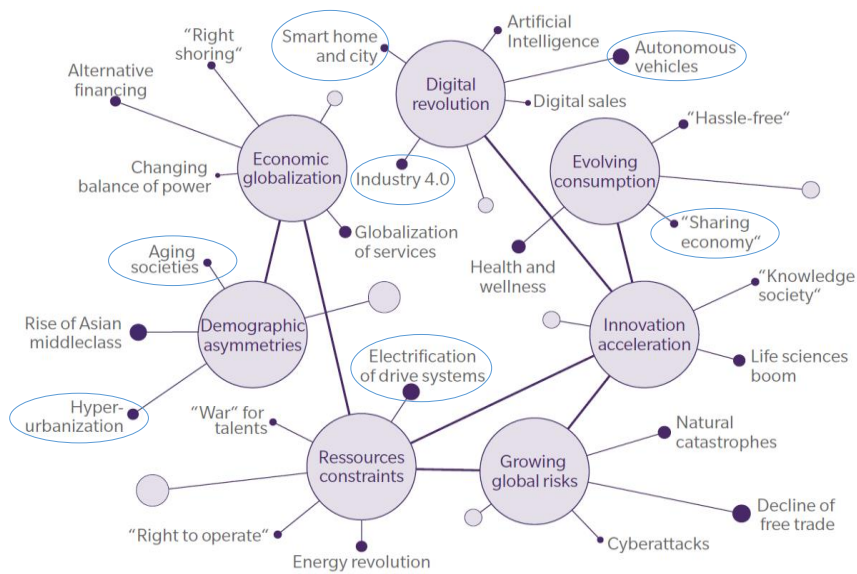 Smart home
and city
Artificial
Intelligence
Autonomous
vehicles
Digital
revolution
Digital sales
Industry 4.0
"Right
shoring"
Alternative
financing
Economic
globalization
Changing
balance of power
Globalization
of services
"Hassle-free"
Evolving
consumption
"Sharing
economy"
Health and
wellness
Aging
societies
Rise of Asian
middleclass
Demographic
asymmetries
Hyper-
urbanization
"Knowledge
society"
Innovation
acceleration
Life sciences
boom
Electrification
of drive systems
"War" for
talents
Ressources
constraints
"Right to operate"
Energy revolution
Natural
catastrophes
Growing
global risks
Decline of
free trade
Cyberattacks